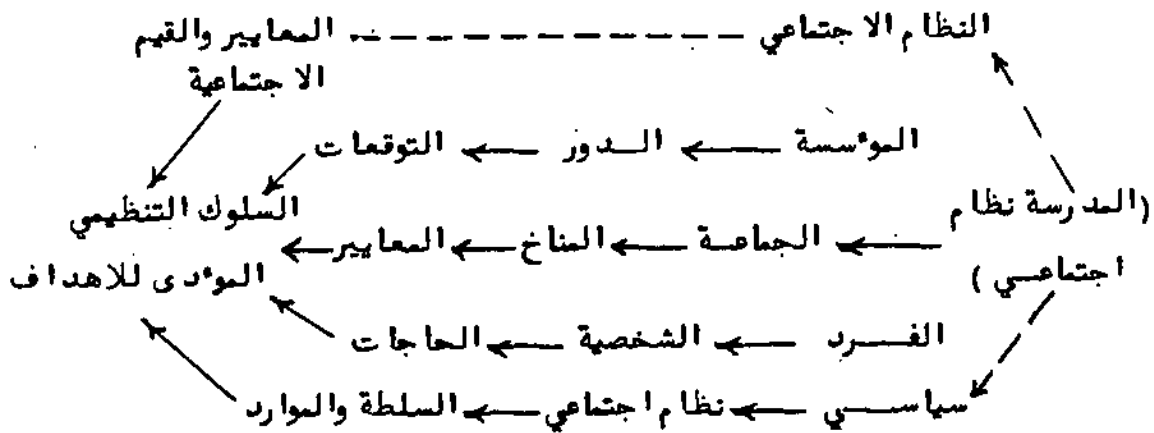 النظام الاجتماعي المعايير والقيم
الاجتماعية
المؤسسة الدور التوقعات
(المدرسة نظام السلوك التنظيمي
الجماعة المناخ المعايير
اجتماعي) المؤدى للاهداف
الفرد الشخصية الحاجات
سياسي نظام اجتماعي السلطة والموارد